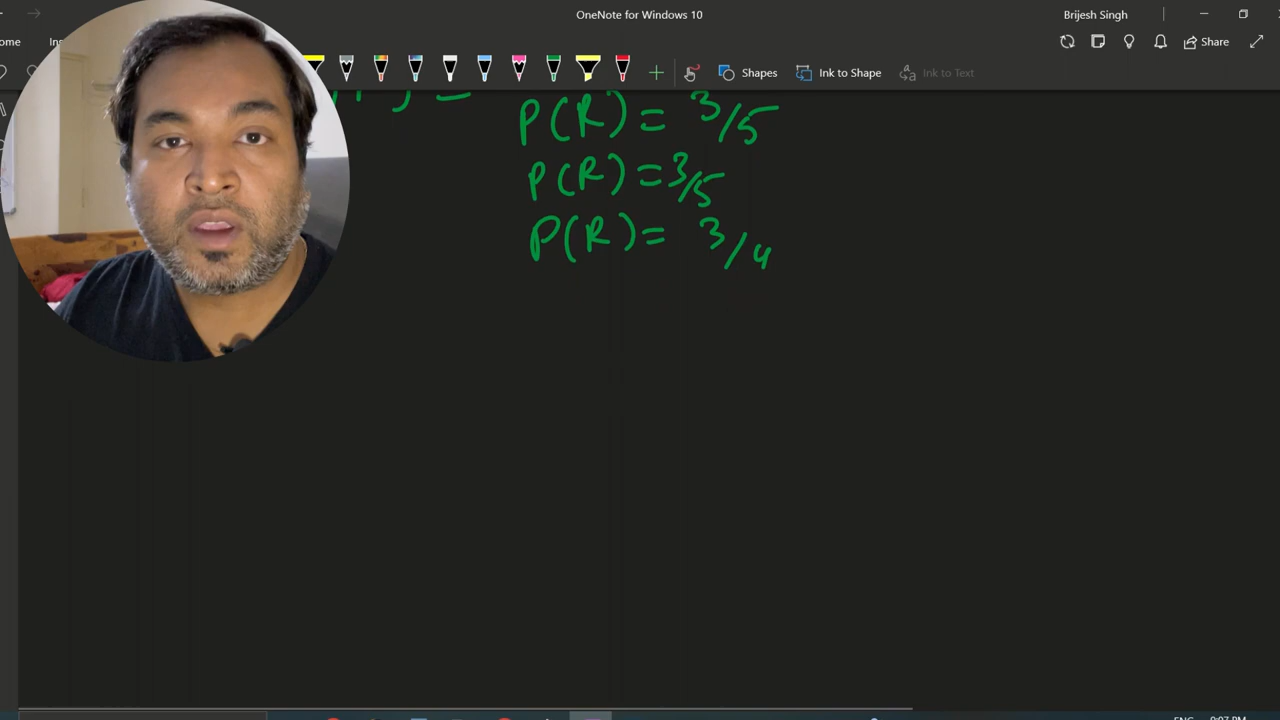 OneNote for Windows 10
Brijesh Singh
ome
Share
Shapes
Ink to Shape
Ink to Text
P(R) = 3/5
P(R) = 3/5
P(R) = 3/4